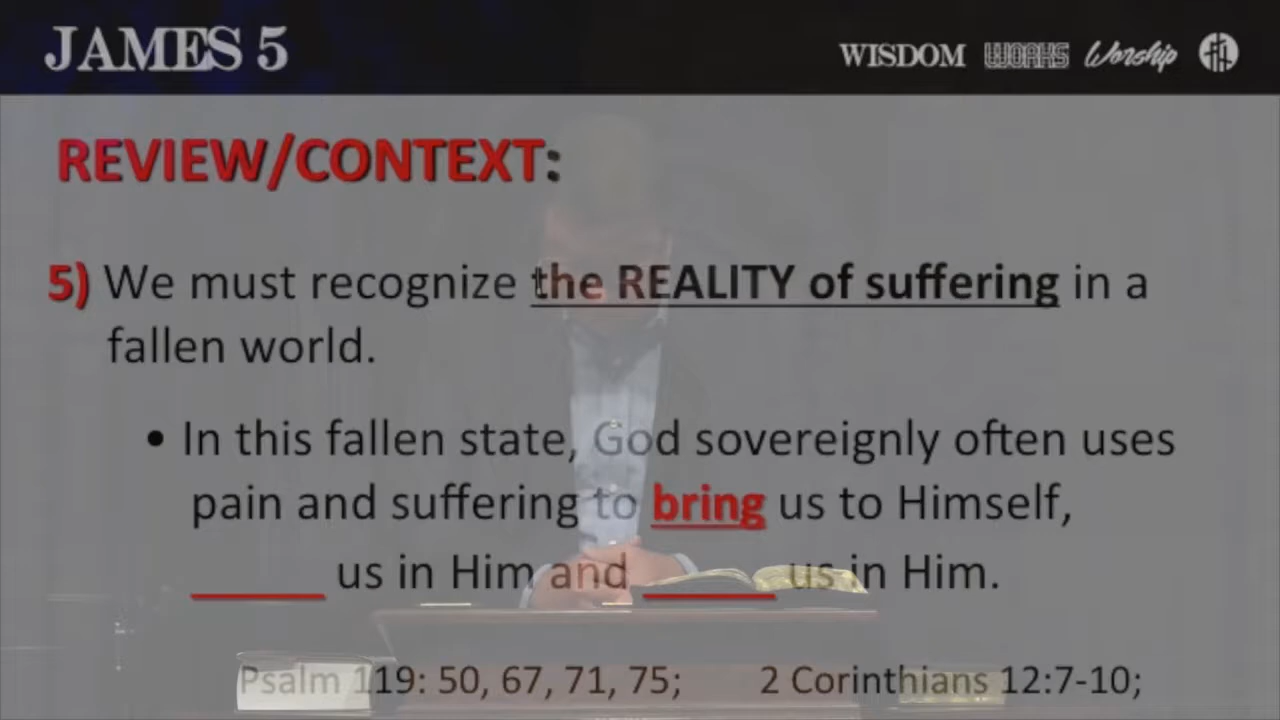 JAMES 5
WISDOM WORKS Worship
REVIEW/CONTEXT:
5) We must recognize the REALITY of suffering in a
fallen world.
• In this fallen state, God sovereignly often uses
pain and suffering to bring us to Himself,
______ us in Him and ______ us in Him.
Psalm 119: 50, 67, 71, 75; 2 Corinthians 12:7-10;